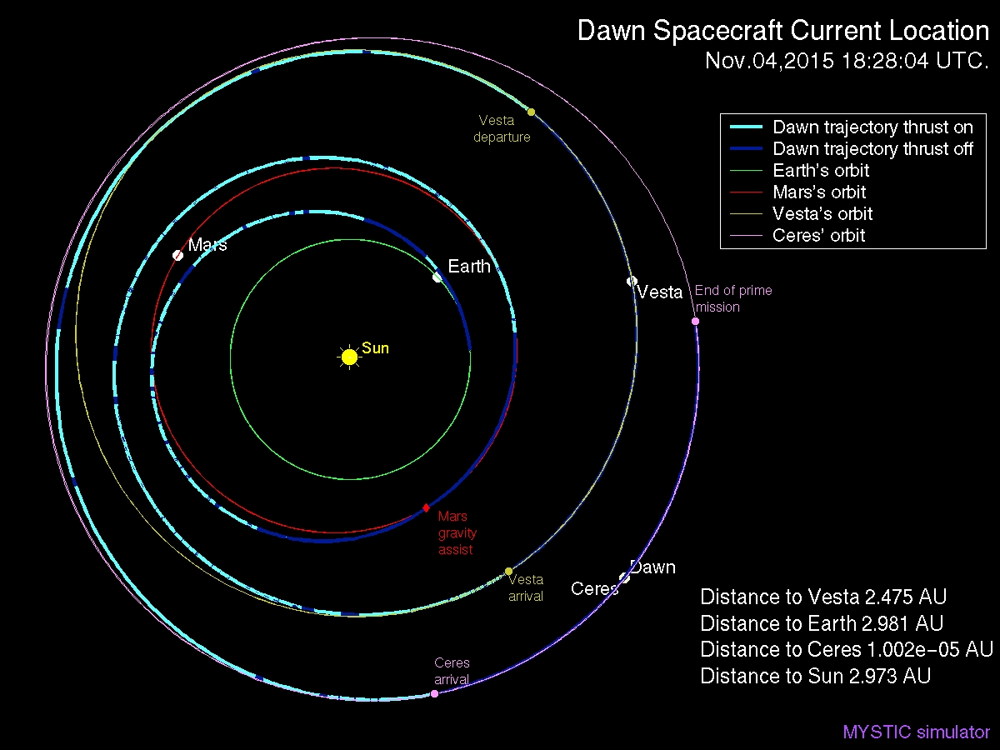 Dawn Spacecraft Current Location
Nov.04,2015 18:28:04 UTC.
Dawn trajectory thrust on
Dawn trajectory thrust off
Earth's orbit
Mars's orbit
Vesta's orbit
Ceres' orbit
Vesta
departure
Mars
Earth
Vesta
End of prime
mission
Sun
Mars
gravity
assist
Vesta
arrival
Dawn
Ceres
Ceres
arrival
Distance to Vesta 2.475 AU
Distance to Earth 2.981 AU
Distance to Ceres 1.002e−05 AU
Distance to Sun 2.973 AU
MYSTIC simulator